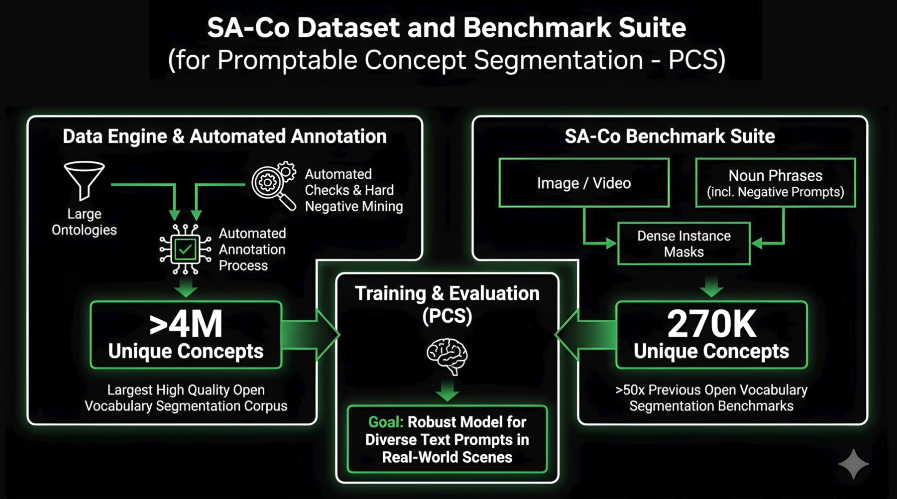 SA-Co Dataset and Benchmark Suite
(for Promptable Concept Segmentation - PCS)
Data Engine & Automated Annotation
Large
Ontologies
Automated
Checks & Hard
Negative Mining
Automated
Annotation
Process
>4M
Unique Concepts
Largest High Quality Open
Vocabulary Segmentation Corpus
Training & Evaluation
(PCS)
Goal: Robust Model for
Diverse Text Prompts in
Real-World Scenes
SA-Co Benchmark Suite
Image / Video
Noun Phrases
(incl. Negative Prompts)
Dense Instance
Masks
270K
Unique Concepts
>50x Previous Open Vocabulary
Segmentation Benchmarks